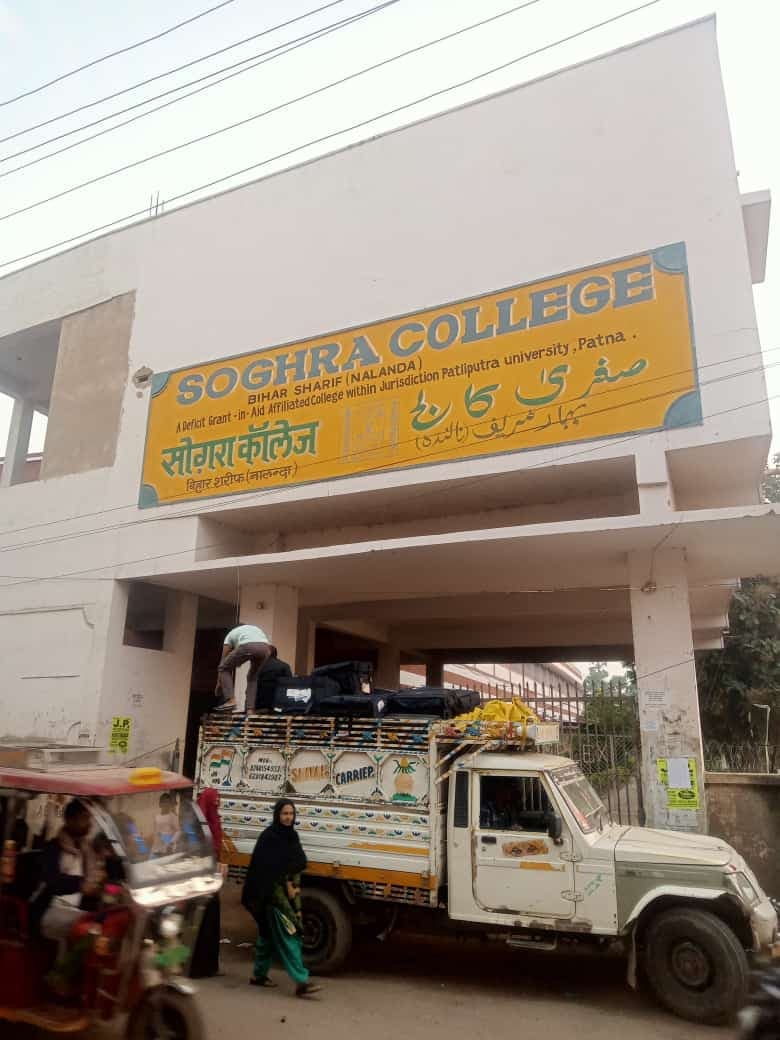 SOGHRA COLLEGE
BIHAR SHARIF (NALANDA)
A Deficit Grant-in-Aid Affiliated College within Jurisdiction Patliputra university, Patna.
सोग़रा कॉलेज
बिहार शरीफ (नालन्दा)
صغریٰ کالج
بہار شریف (نالندہ)
J.P.
CARRIER